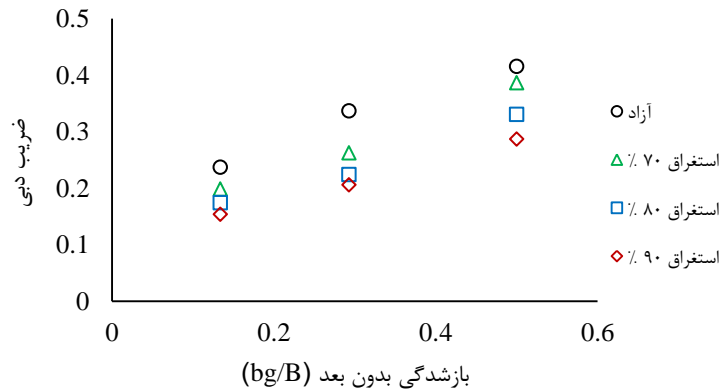 0.5
0.4
0.3
0.2
0.1
0
ضریب دبی
0
0.2
0.4
0.6
بازشدگی بدون بعد (bg/B)
آزاد
استغراق ۷۰ %
استغراق ۸۰ %
استغراق ۹۰ %